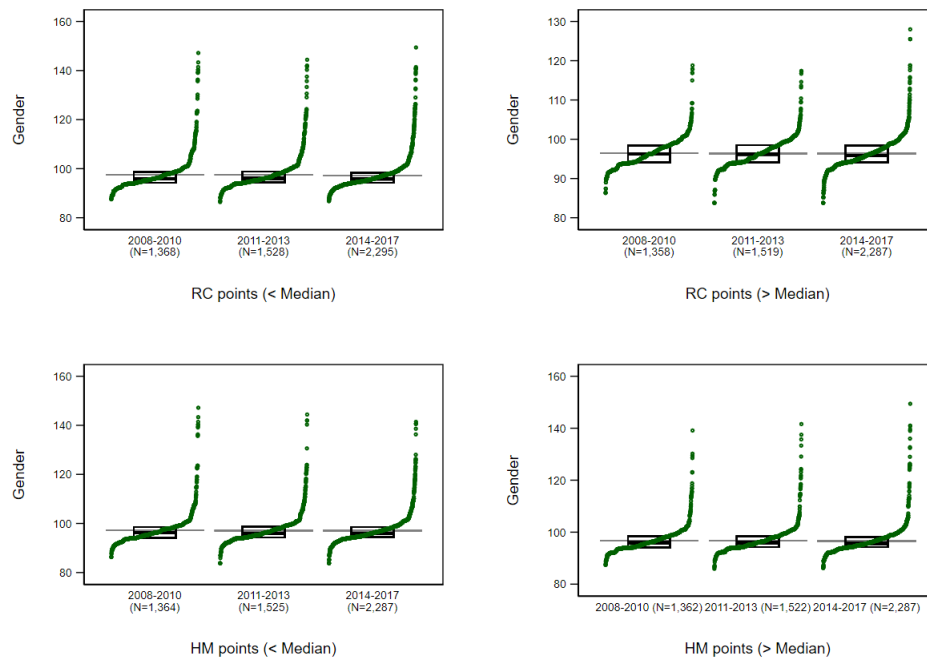 160
140
120
100
80
Gender
2008-2010
(N=1,368)
2011-2013
(N=1,528)
2014-2017
(N=2,295)
RC points (< Median)
130
120
110
100
90
80
Gender
2008-2010
(N=1,358)
2011-2013
(N=1,519)
2014-2017
(N=2,287)
RC points (> Median)
160
140
120
100
80
Gender
2008-2010
(N=1,364)
2011-2013
(N=1,525)
2014-2017
(N=2,287)
HM points (< Median)
160
140
120
100
80
Gender
2008-2010 (N=1,362)
2011-2013 (N=1,522)
2014-2017 (N=2,287)
HM points (> Median)